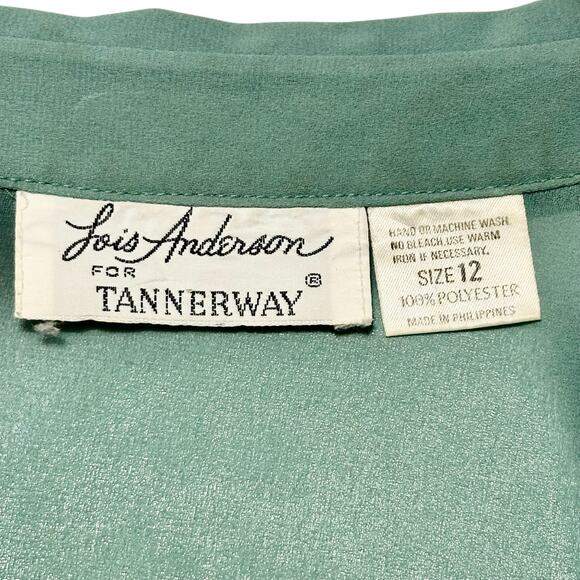 Lois Anderson
FOR
TANNERWAY®
HAND OR MACHINE WASH.
NO BLEACH,USE WARM
IRON IF NECESSARY.
SIZE 12
100% POLYESTER
MADE IN PHILIPPINES